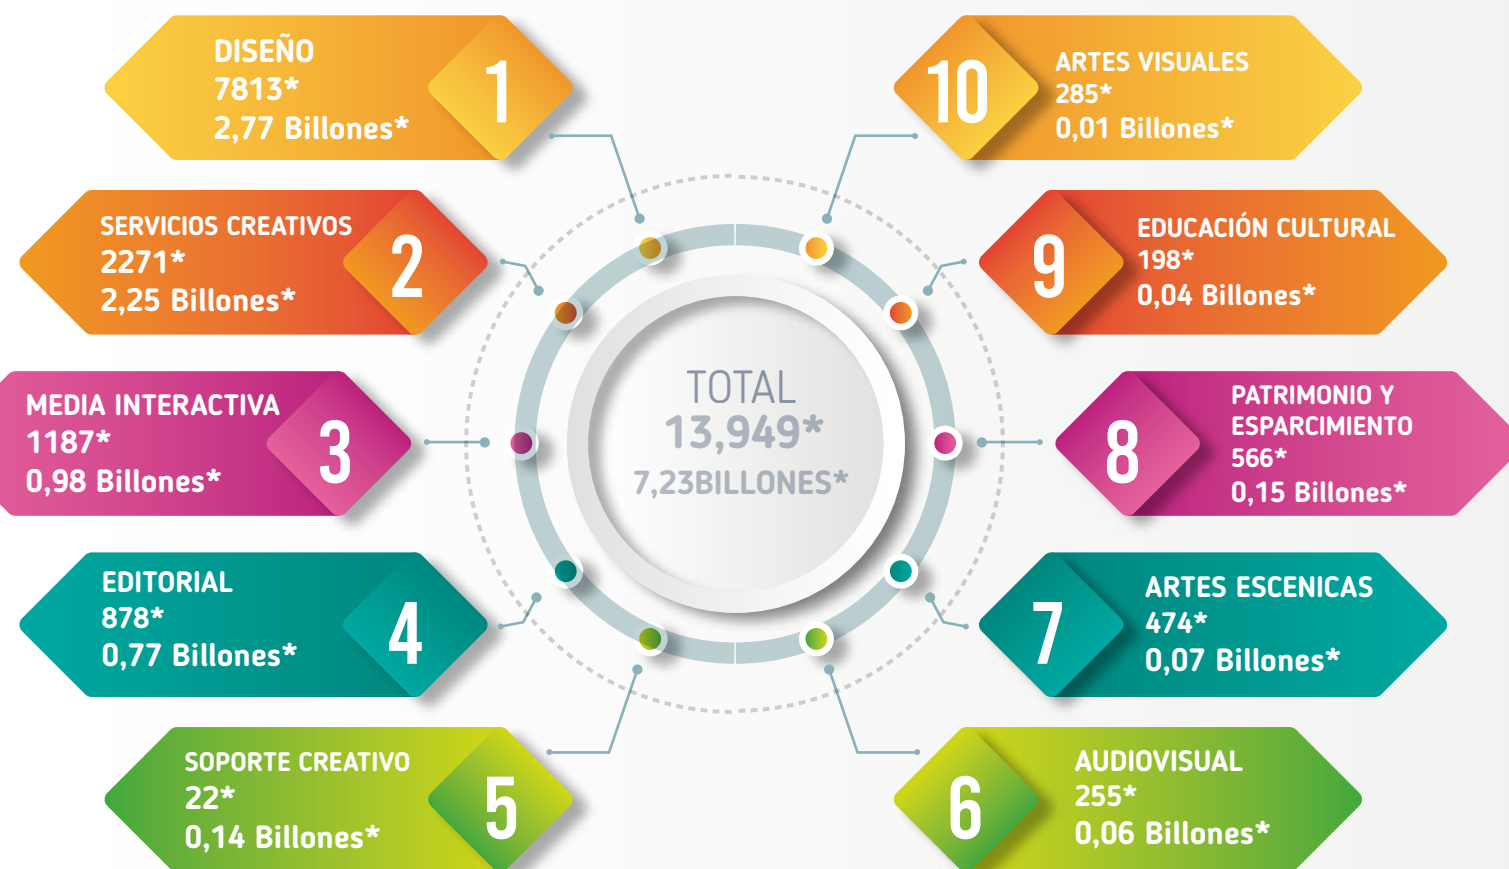 DISEÑO
7813*
2,77 Billones*
1
SERVICIOS CREATIVOS
2271*
2,25 Billones*
2
MEDIA INTERACTIVA
1187*
0,98 Billones*
3
EDITORIAL
878*
0,77 Billones*
4
SOPORTE CREATIVO
22*
0,14 Billones*
5
TOTAL
13,949*
7,23BILLONES*
10
ARTES VISUALES
285*
0,01 Billones*
9
EDUCACIÓN CULTURAL
198*
0,04 Billones*
8
PATRIMONIO Y
ESPARCIMIENTO
566*
0,15 Billones*
7
ARTES ESCENICAS
474*
0,07 Billones*
6
AUDIOVISUAL
255*
0,06 Billones*